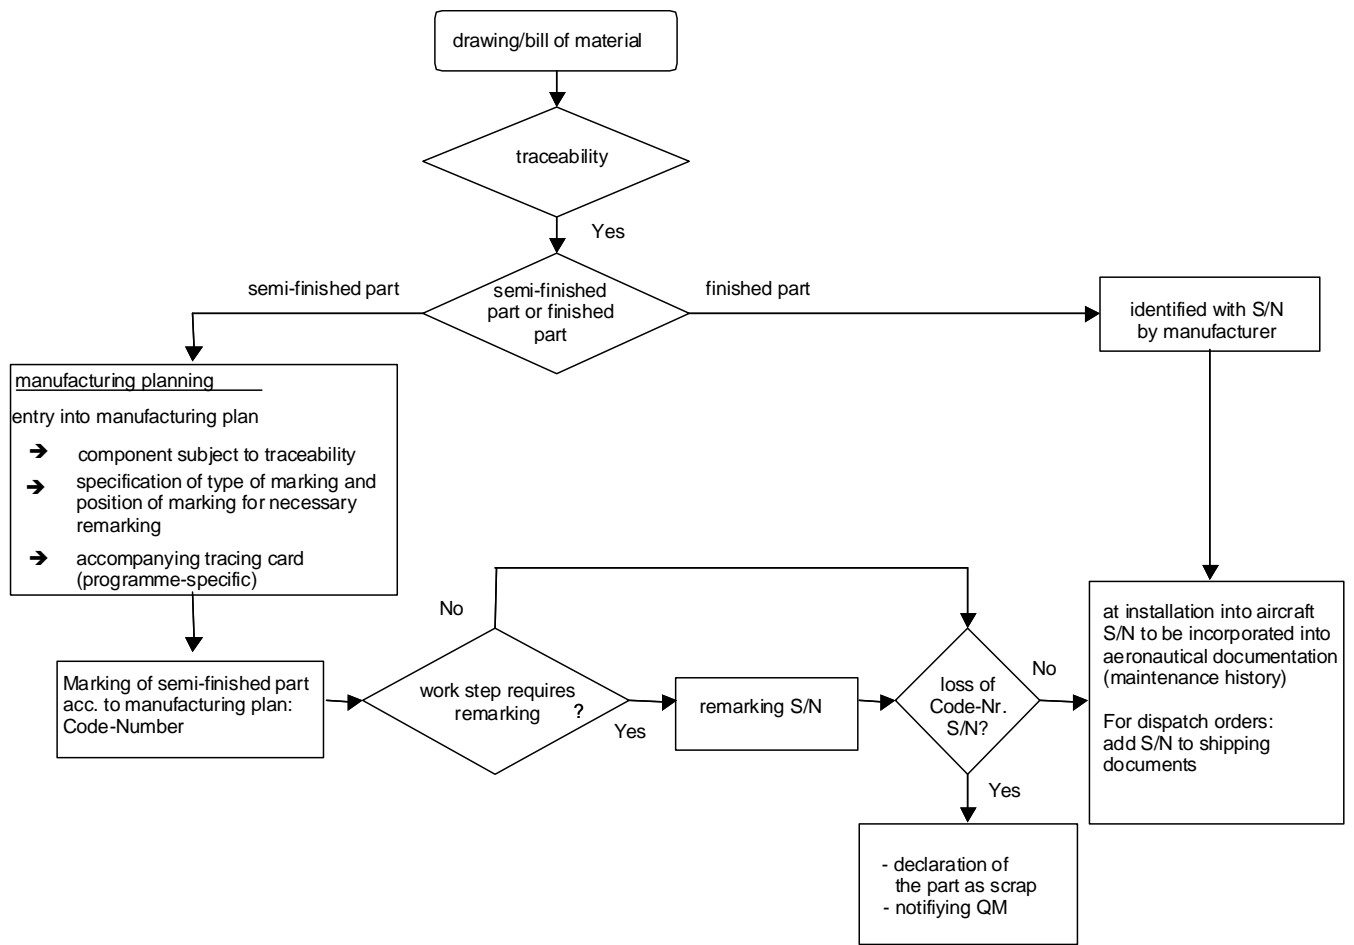 drawing/bill of material
traceability
Yes
semi-finished part
semi-finished
part or finished
part
finished part
identified with S/N
by manufacturer
manufacturing planning
entry into manufacturing plan
➔ component subject to traceability
➔ specification of type of marking and
position of marking for necessary
remarking
➔ accompanying tracing card
(programme-specific)
No
Marking of semi-finished part
acc. to manufacturing plan:
Code-Number
work step requires
remarking ?
Yes
remarking S/N
loss of
Code-Nr.
S/N?
No
Yes
at installation into aircraft
S/N to be incorporated into
aeronautical documentation
(maintenance history)
For dispatch orders:
add S/N to shipping
documents
- declaration of
the part as scrap
- notifiying QM